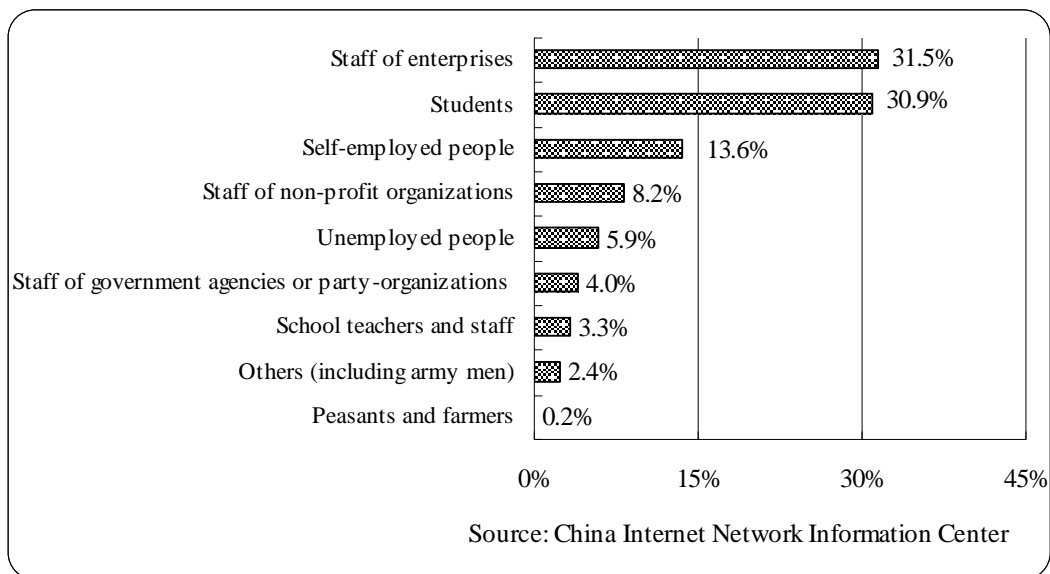 Staff of enterprises 31.5%
Students 30.9%
Self-employed people 13.6%
Staff of non-profit organizations 8.2%
Unemployed people 5.9%
Staff of government agencies or party-organizations 4.0%
School teachers and staff 3.3%
Others (including army men) 2.4%
Peasants and farmers 0.2%
0% 15% 30% 45%
Source: China Internet Network Information Center